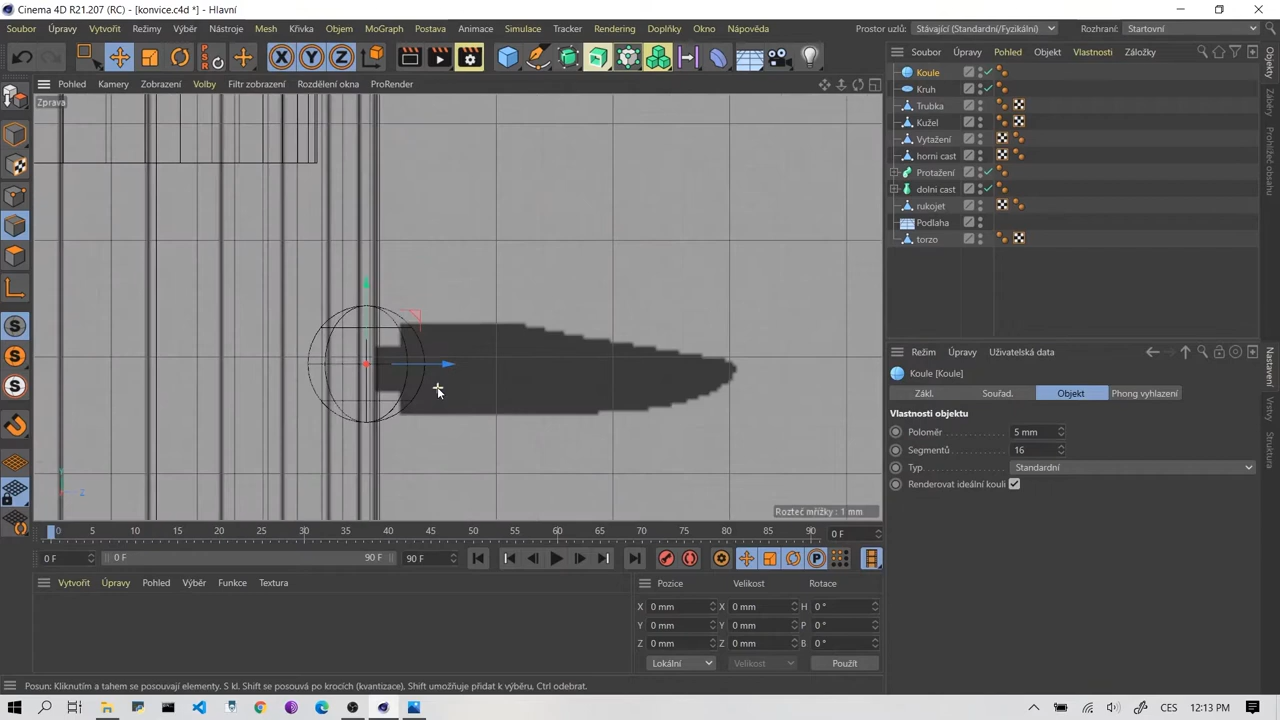 Cinema 4D R21.207 (RC) - [konvice.c4d *] - Hlavní
Soubor Úpravy Vytvořit Režimy Výběr Nástroje Mesh Křivka Objem MoGraph Postava Animace Simulace Tracker Rendering Doplňky Nápověda Prostor uzlů: Stávající (Standardní/Fyzikální) Rozhraní: Startovní
X Y Z PSR
Soubor Úpravy Pohled Objekt Vlastnosti Záložky
Pohled Kamery Zobrazení Volby Filtr zobrazení Rozdělení okna ProRender
Zprava
Koule
Kruh
Trubka
Kužel
Vytažení
horni cast
Protažení
dolni cast
rukojet
Podlaha
torzo
Objekty
Záběry
Prohlížeč obsahu
Y
Z
Rozteč mřížky : 1 mm
Režim Úpravy Uživatelská data
Koule [Koule]
Zákl. Souřad. Objekt Phong vyhlazení
Vlastnosti objektu
Poloměr 5 mm
Segmentů 16
Typ Standardní
Renderovat ideální kouli
Nastavení
Vrstvy
Struktura
0 5 10 15 20 25 30 35 40 45 50 55 60 65 70 75 80 85 90 0 F
0 F 0 F 90 F 90 F
Vytvořit Úpravy Pohled Výběr Funkce Textura
Pozice Velikost Rotace
X 0 mm X 0 mm H 0 °
Y 0 mm Y 0 mm P 0 °
Z 0 mm Z 0 mm B 0 °
Lokální Velikost Použít
Posun: Kliknutím a tahem se posouvají elementy. S kl. Shift se posouvá po krocích (kvantizace), Shift umožňuje přidat k výběru, Ctrl odebrat.
CES 12:13 PM